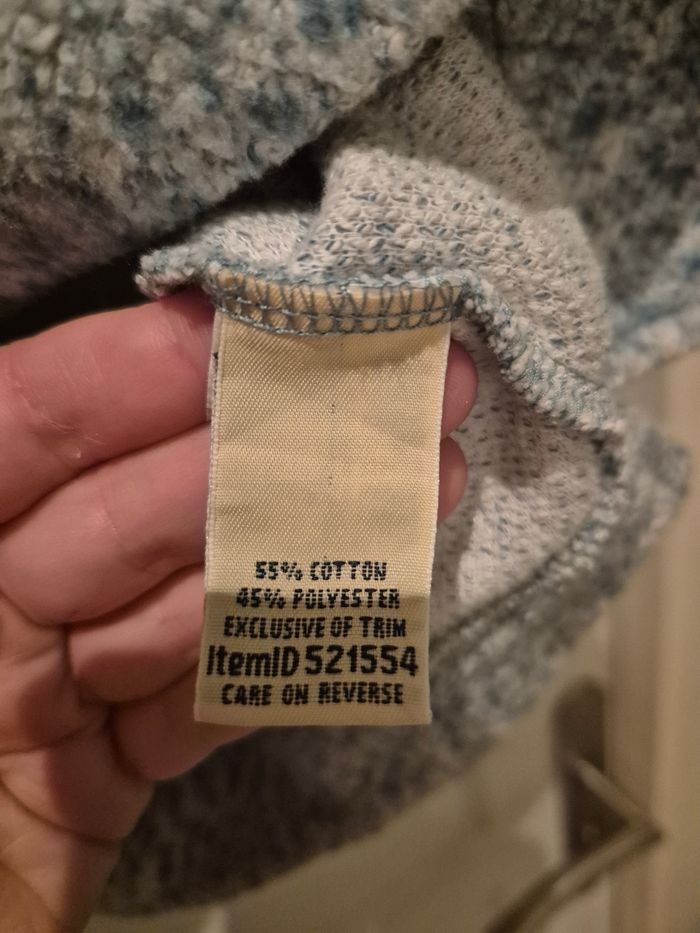 55% COTTON
45% POLYESTER
EXCLUSIVE OF TRIM
ItemID 521554
CARE ON REVERSE